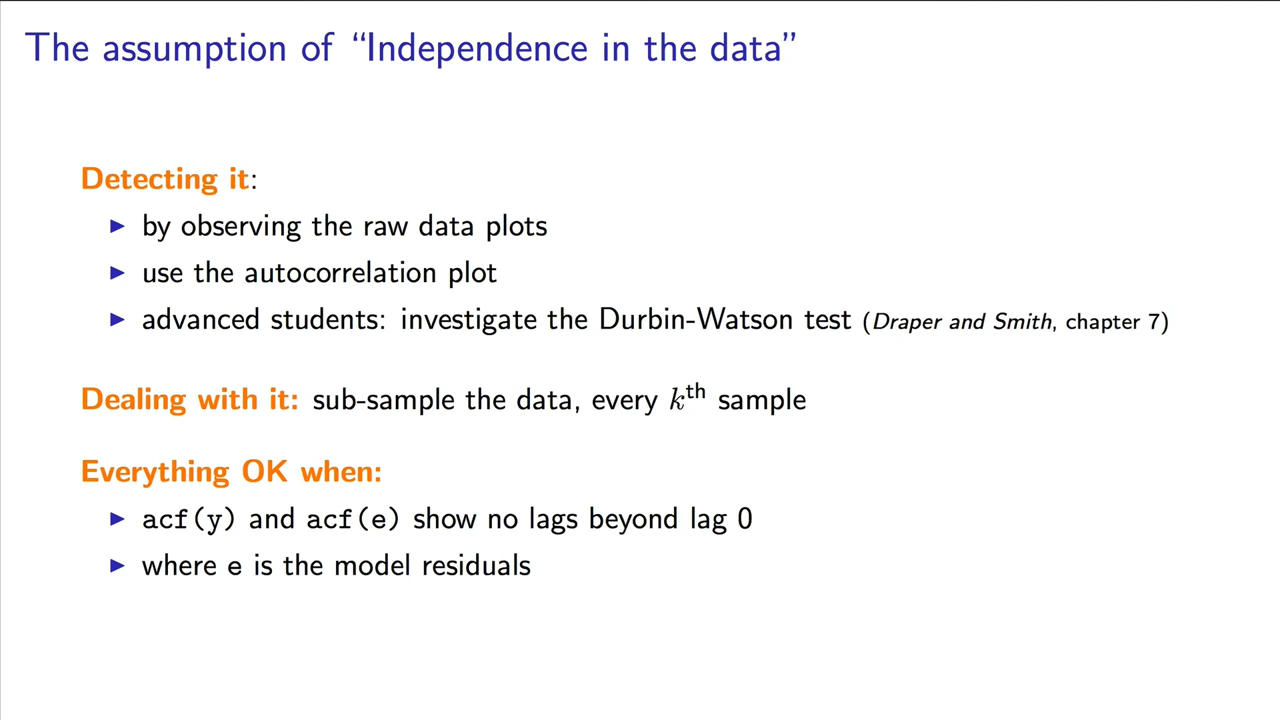 The assumption of “Independence in the data”
Detecting it:
▶ by observing the raw data plots
▶ use the autocorrelation plot
▶ advanced students: investigate the Durbin-Watson test (Draper and Smith, chapter 7)
Dealing with it: sub-sample the data, every kth sample
Everything OK when:
▶ acf(y) and acf(e) show no lags beyond lag 0
▶ where e is the model residuals